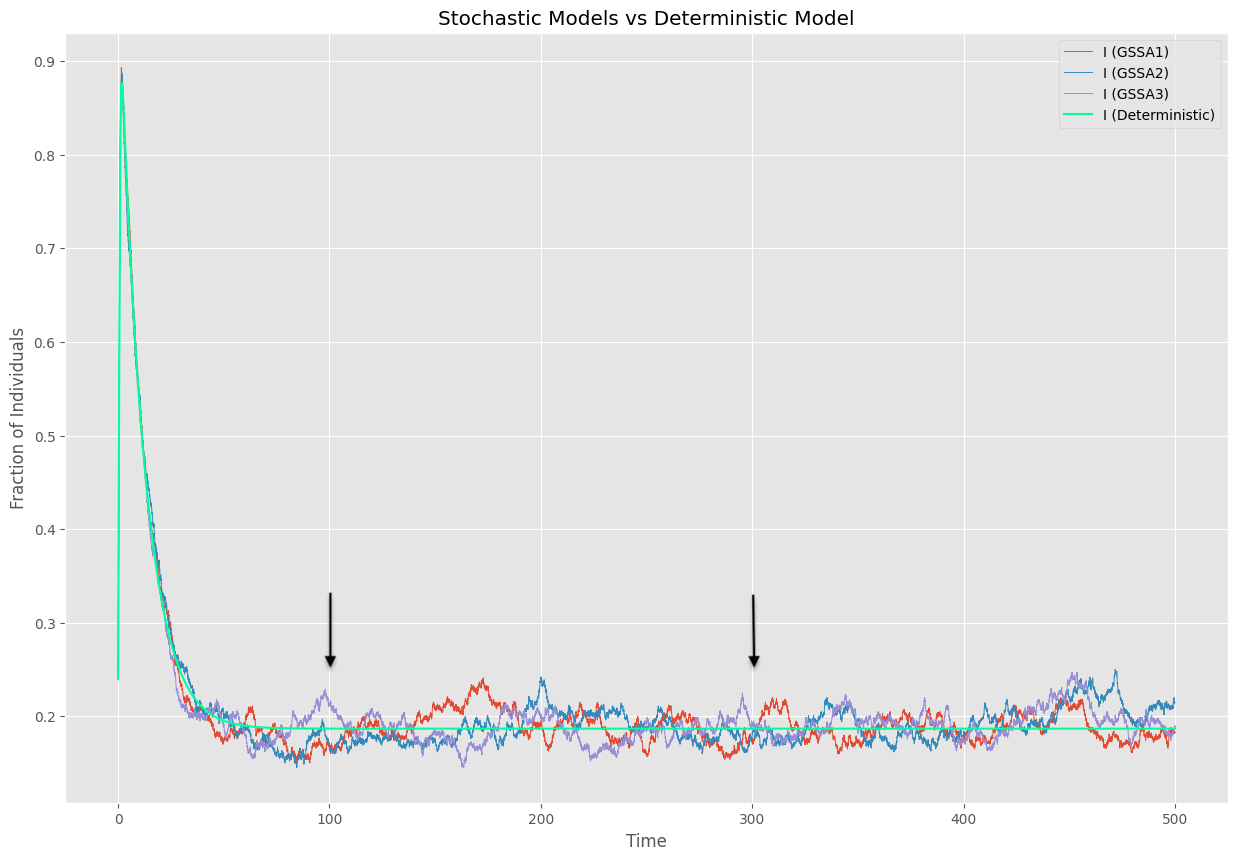 Stochastic Models vs Deterministic Model
I (GSSA1)
I (GSSA2)
I (GSSA3)
I (Deterministic)
Fraction of Individuals
0.9
0.8
0.7
0.6
0.5
0.4
0.3
0.2
0 100 200 300 400 500
Time